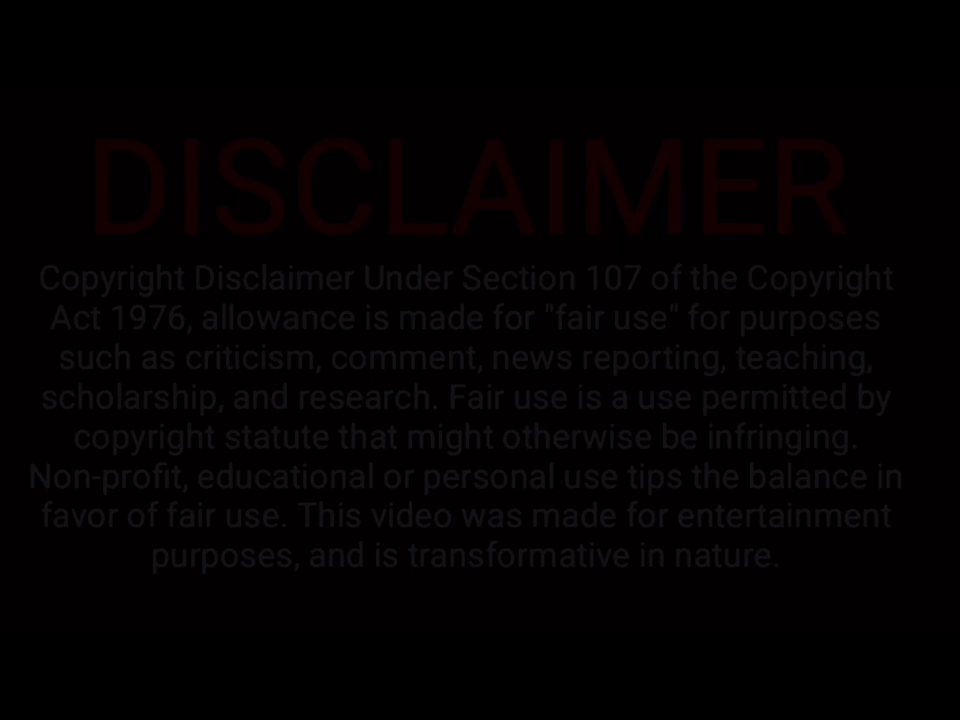 DISCLAIMER
Copyright Disclaimer Under Section 107 of the Copyright
Act 1976, allowance is made for "fair use" for purposes
such as criticism, comment, news reporting, teaching,
scholarship, and research. Fair use is a use permitted by
copyright statute that might otherwise be infringing.
Non-profit, educational or personal use tips the balance in
favor of fair use. This video was made for entertainment
purposes, and is transformative in nature.